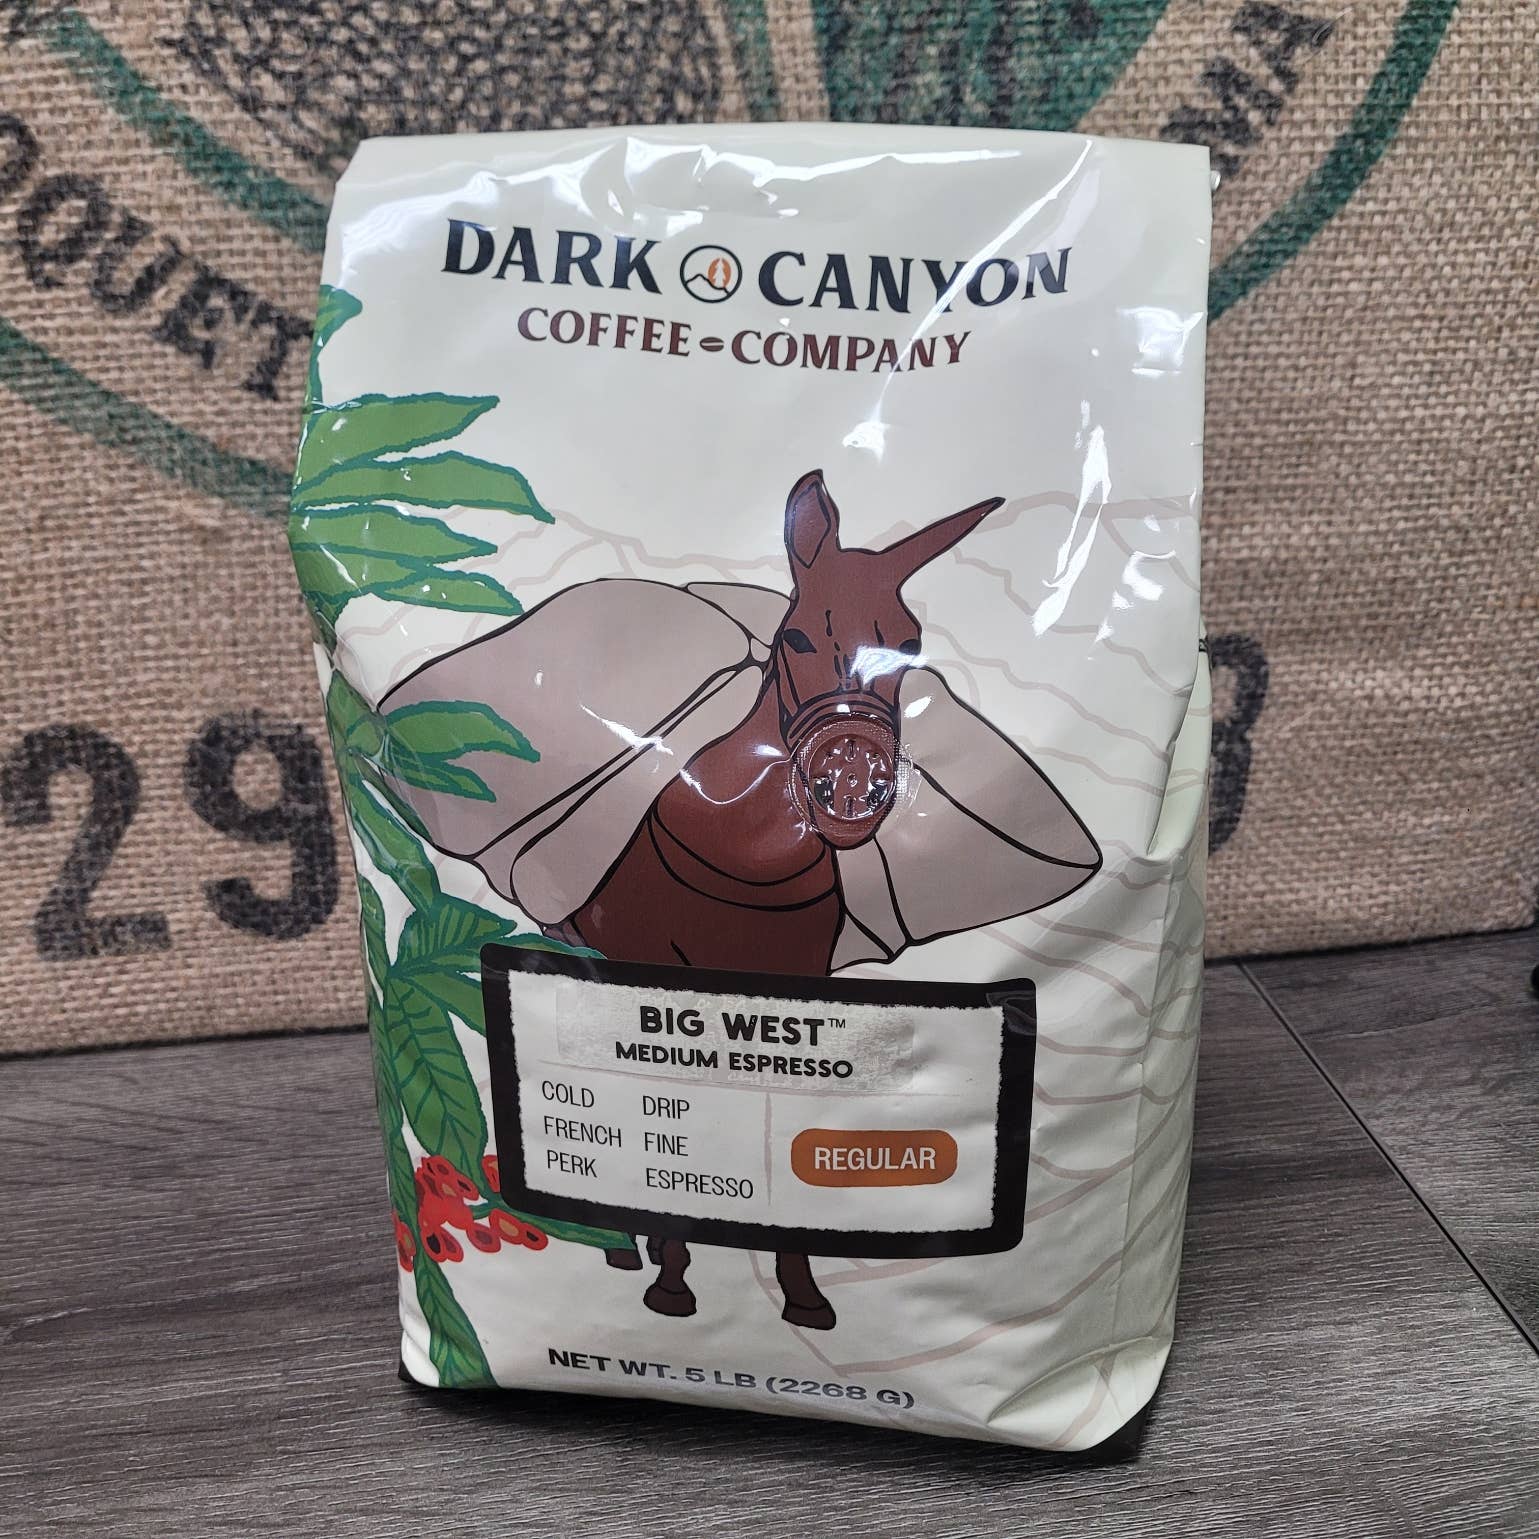 DARK CANYON
COFFEE COMPANY
BIG WEST™
MEDIUM ESPRESSO
COLD DRIP
FRENCH FINE
PERK ESPRESSO
REGULAR
NET WT. 5 LB (2268 G)
OQUET
29